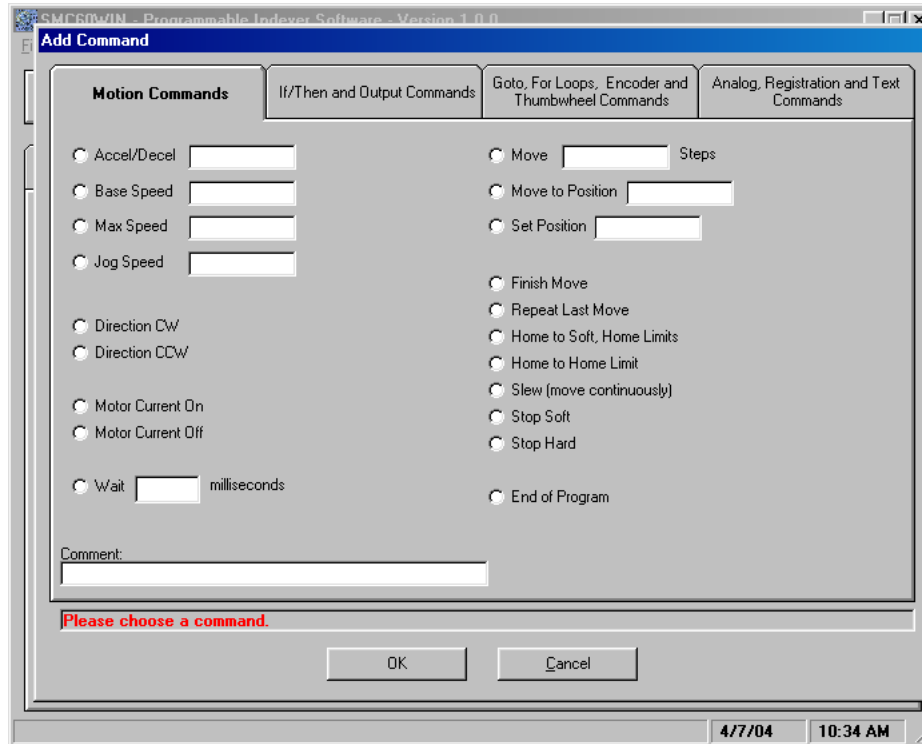 SMC60WIN - Programmable Indexer Software - Version 1.0.0
Add Command
Motion Commands
If/Then and Output Commands
Goto, For Loops, Encoder and
Thumbwheel Commands
Analog, Registration and Text
Commands
Accel/Decel
Base Speed
Max Speed
Jog Speed
Direction CW
Direction CCW
Motor Current On
Motor Current Off
Wait milliseconds
Move Steps
Move to Position
Set Position
Finish Move
Repeat Last Move
Home to Soft, Home Limits
Home to Home Limit
Slew (move continuously)
Stop Soft
Stop Hard
End of Program
Comment:
Please choose a command.
OK
Cancel
4/7/04
10:34 AM